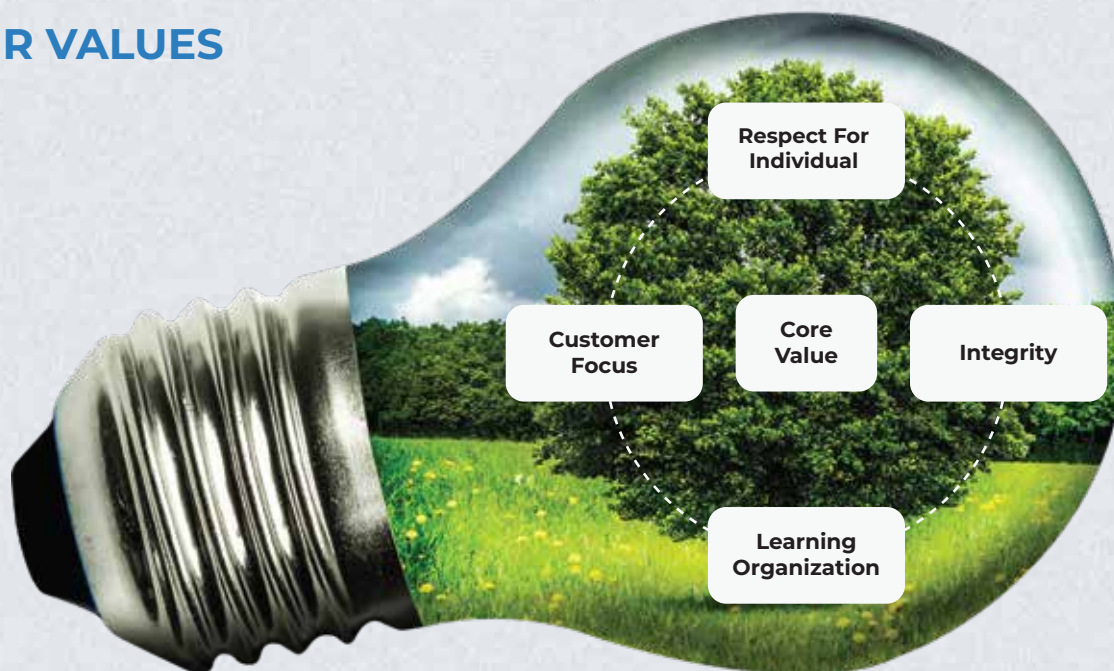 R VALUES
Respect For
Individual
Customer
Focus
Core
Value
Integrity
Learning
Organization